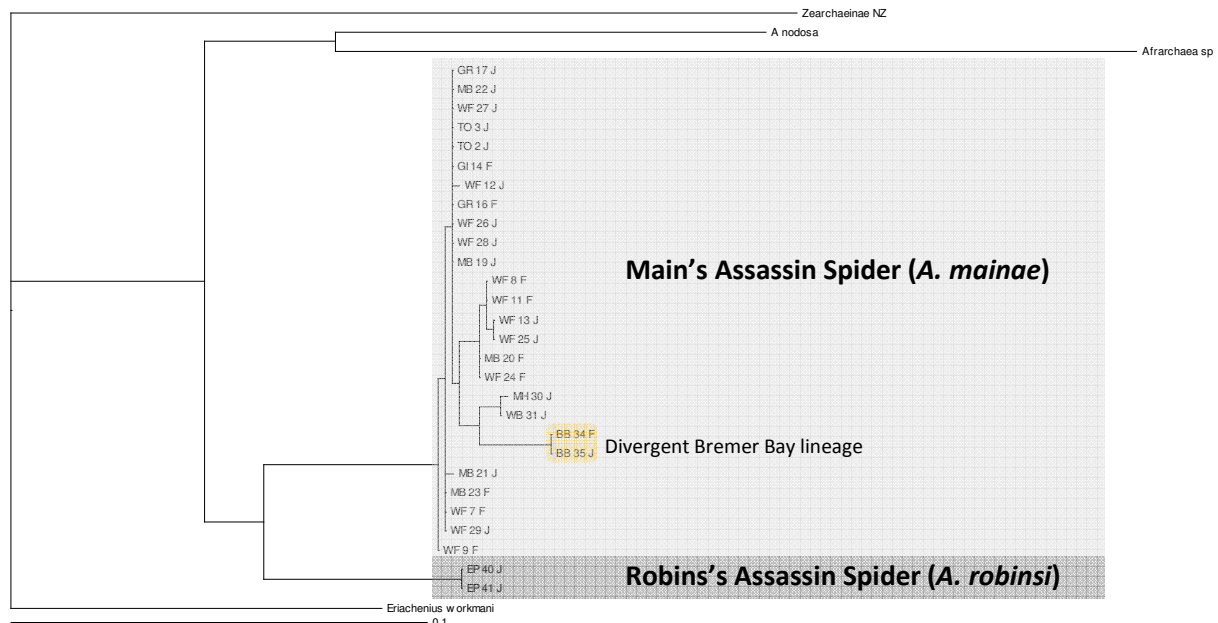 Zearchaeinae NZ
A nodosa
Afrarchaea sp
GR 17 J
MB 22 J
WF 27 J
TO 3 J
TO 2 J
GI 14 F
WF 12 J
GR 16 F
WF 26 J
WF 28 J
MB 19 J
Main's Assassin Spider (A. mainae)
WF 8 F
WF 11 F
WF 13 J
WF 25 J
MB 20 F
WF 24 F
MH 30 J
WB 31 J
BB 34 F
Divergent Bremer Bay lineage
BB 35 J
MB 21 J
MB 23 F
WF 7 F
WF 29 J
WF 9 F
EP 40 J
Robins's Assassin Spider (A. robinsi)
EP 41 J
Eriachenius workmani
0.1